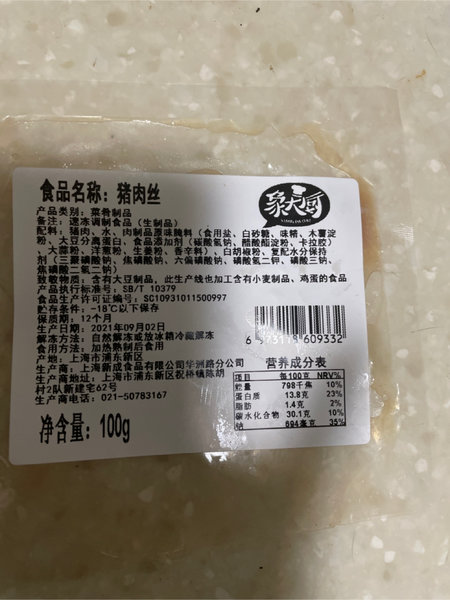 象大厨
食品名称：猪肉丝
产品类别：菜肴制品
备注：速冻调制食品（生制品）
配料：猪肉、水、肉制品原味腌料（食用盐、白砂糖、味精、木薯淀
粉、大豆分离蛋白、食品添加剂（碳酸氢钠、醋酸酯淀粉、卡拉胶）
、大蒜粉、洋葱粉、生姜粉、香辛料）、白胡椒粉、复配水分保持
剂（三聚磷酸钠、焦磷酸钠、六偏磷酸钠、磷酸氢二钾、磷酸三钠、
焦磷酸二氢二钠）
致敏物质：含有大豆制品，此生产线也加工含有小麦制品、鸡蛋的食品
产品执行标准号：SB/T 10379
食品生产许可证编号：SC10931011500997
贮存条件：-18℃以下保存
保质期：12个月
生产日期：2021年09月02日
解冻方法：自然解冻或放冰箱冷藏解冻
食用方法：加热熟制后食用
产地：上海市浦东新区
生产商：上海新成食品有限公司华洲路分公司
生产商地址：上海市浦东新区祝桥镇陈胡
村2队新建宅62号
生产商电话：021-50783167
净含量：100g
609332
营养成分表
项目 每100克 NRV%
能量 798千焦 10%
蛋白质 13.8克 23%
脂肪 1.4克 2%
碳水化合物 30.1克 10%
钠 694毫克 35%